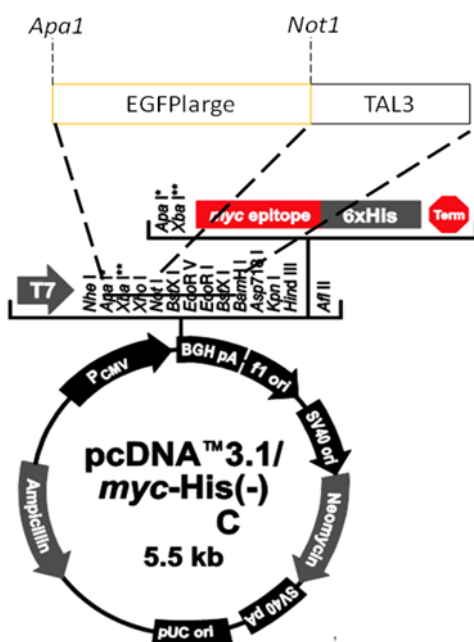 Apa1 Not1
EGFPlarge TAL3
Apa I*
Xba I**
myc epitope 6xHis Term
T7
Nhe I
Apa I*
Xba I**
Xho I
Not I
BstX I
EcoR V
EcoR I
BstX I
BamH I
Asp718 I
Kpn I
Hind III
Afl II
PCMV
BGH pA
f1 ori
SV40 ori
Neomycin
SV40 pA
pUC ori
Ampicillin
pcDNA™3.1/
myc-His(-)
C
5.5 kb